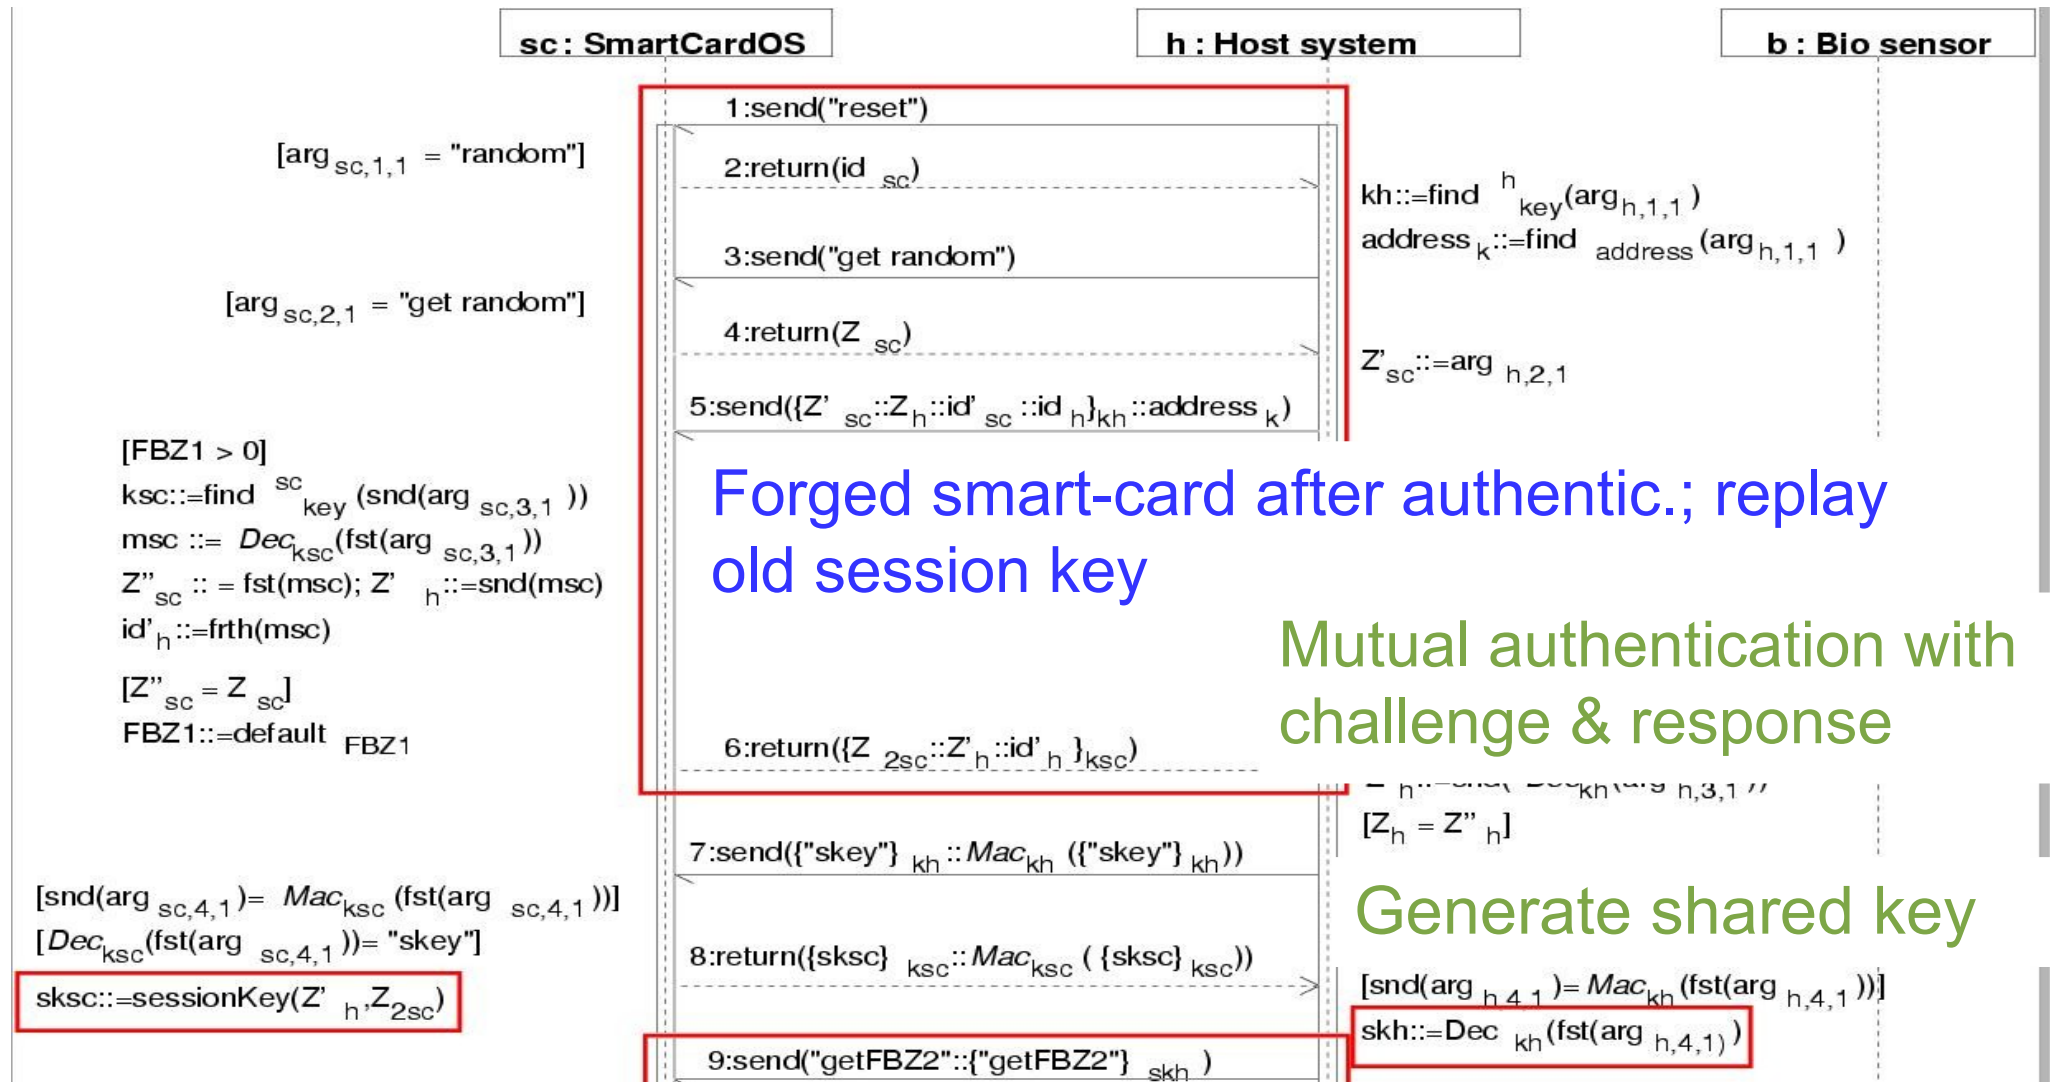 sc : SmartCardOS
h : Host system
b : Bio sensor
1:send("reset")
[arg sc,1,1 = "random"]
2:return(id sc)
kh::=find h key(arg h,1,1 )
address k::=find address (arg h,1,1 )
3:send("get random")
[arg sc,2,1 = "get random"]
4:return(Z sc)
Z' sc::=arg h,2,1
5:send({Z' sc::Z h::id' sc ::id h}kh ::address k)
[FBZ1 > 0]
ksc::=find sc key (snd(arg sc,3,1 ))
msc ::= Dec ksc(fst(arg sc,3,1))
Z'' sc :: = fst(msc); Z' h::=snd(msc)
id' h ::=frth(msc)
[Z'' sc = Z sc]
FBZ1::=default FBZ1
Forged smart-card after authentic.; replay
old session key
Mutual authentication with
challenge & response
6:return({Z 2sc::Z' h::id' h }ksc)
[Z h = Z'' h]
7:send({"skey"} kh ::Mac kh ({"skey"} kh))
[snd(arg sc,4,1 )= Mac ksc (fst(arg sc,4,1 ))]
[Dec ksc(fst(arg sc,4,1 ))= "skey"]
Generate shared key
8:return({sksc} ksc::Mac ksc ( {sksc} ksc))
sksc::=sessionKey(Z' h ,Z 2sc)
[snd(arg h,4,1 )= Mac kh (fst(arg h,4,1 ))]
skh::=Dec kh (fst(arg h,4,1) )
9:send("getFBZ2"::{"getFBZ2"} skh )